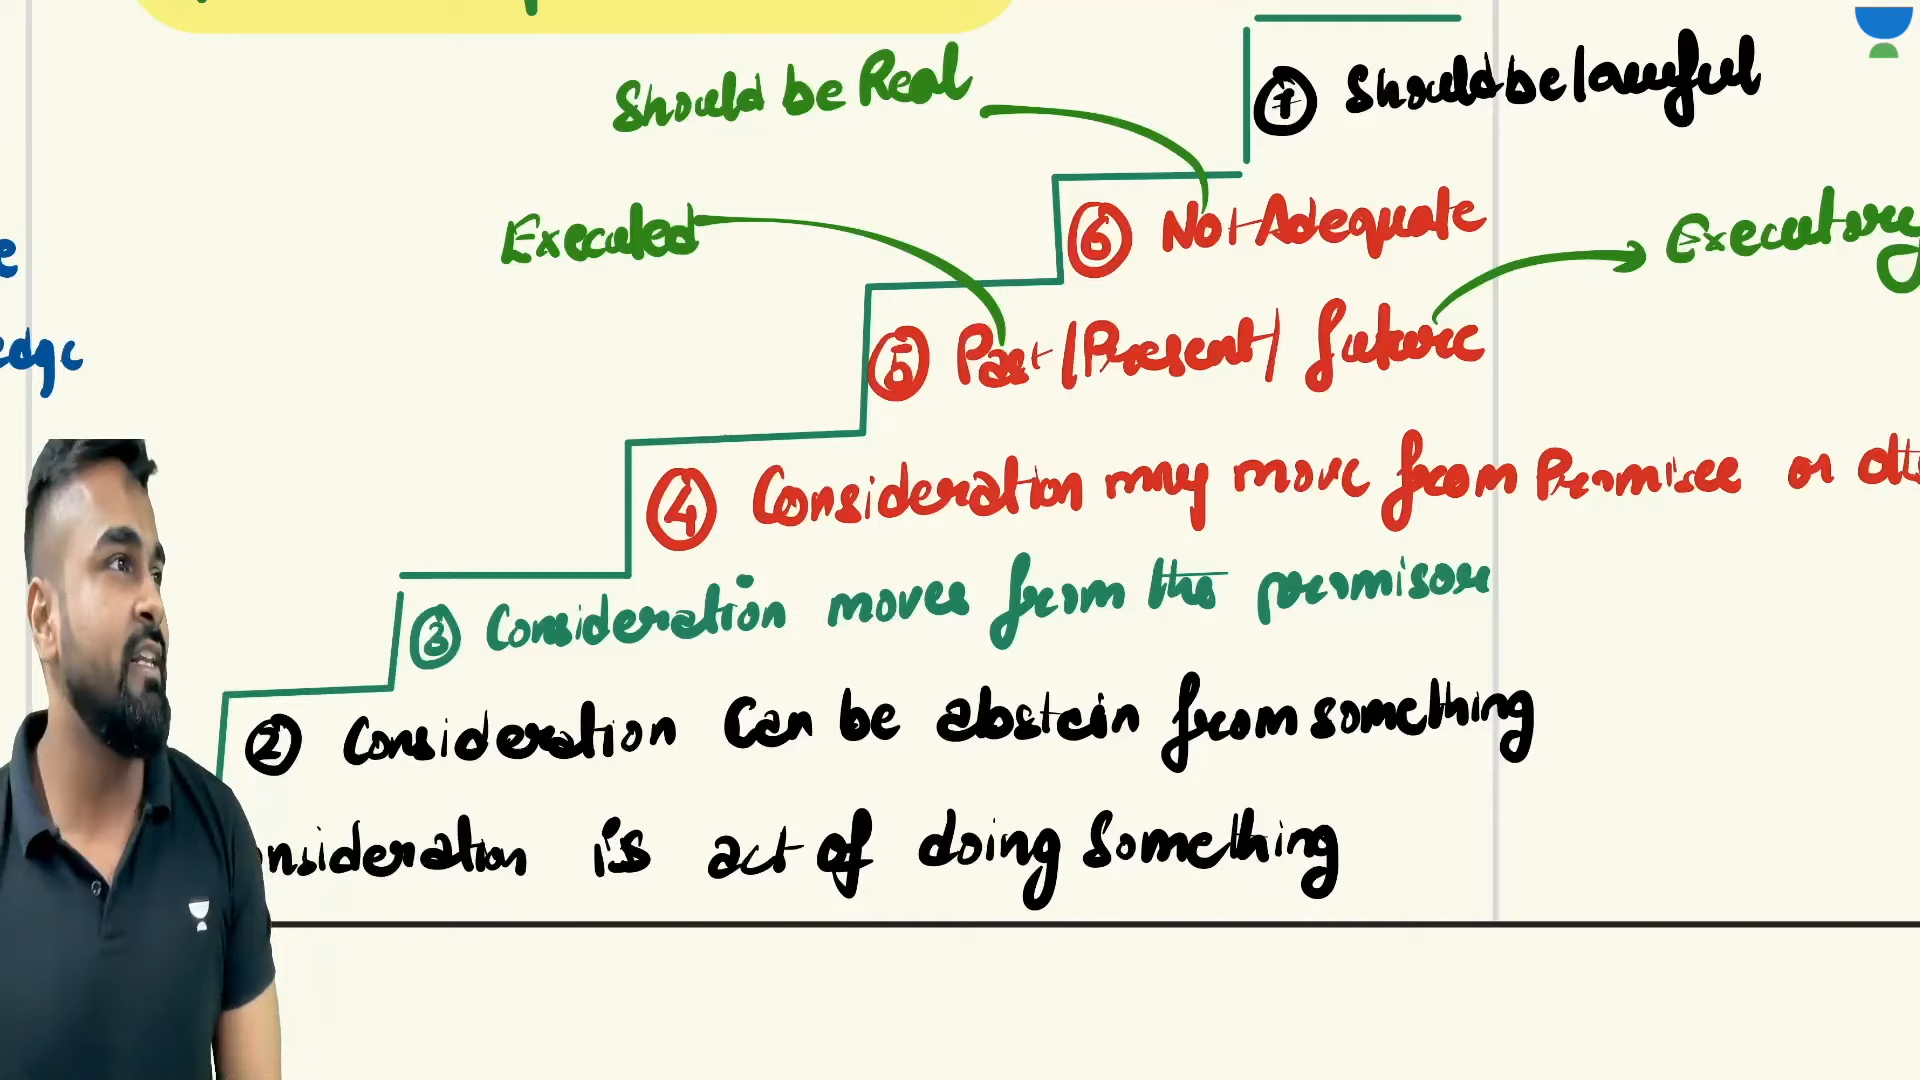 Should be Real
⑦ Should be lawful
Executed
⑥ Not Adequate
Executory
⑤ Past / Present / future
④ Consideration may move from Promisee or
③ Consideration moves from the promisor
② Consideration can be abstein from something
onsideration is act of doing something